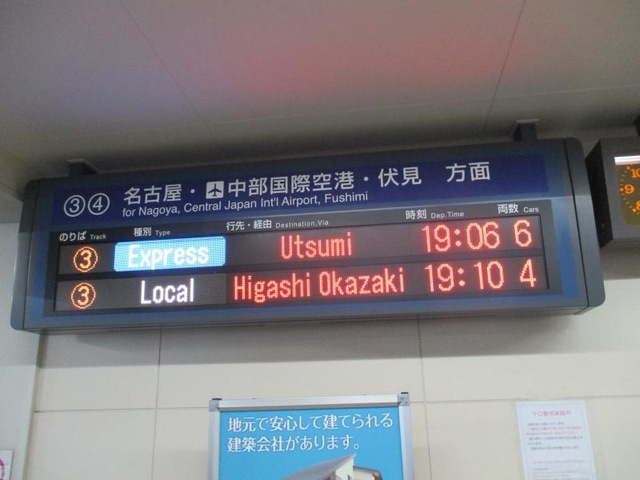 ③④ 名古屋・中部国際空港・伏見 方面
for Nagoya, Central Japan Int'l Airport, Fushimi
のりば Track 種別 Type 行先・経由 Destination,Via 時刻 Dep.Time 両数 Cars
③ Express Utsumi 19:06 6
③ Local Higashi Okazaki 19:10 4
地元で安心して建てられる
建築会社があります。